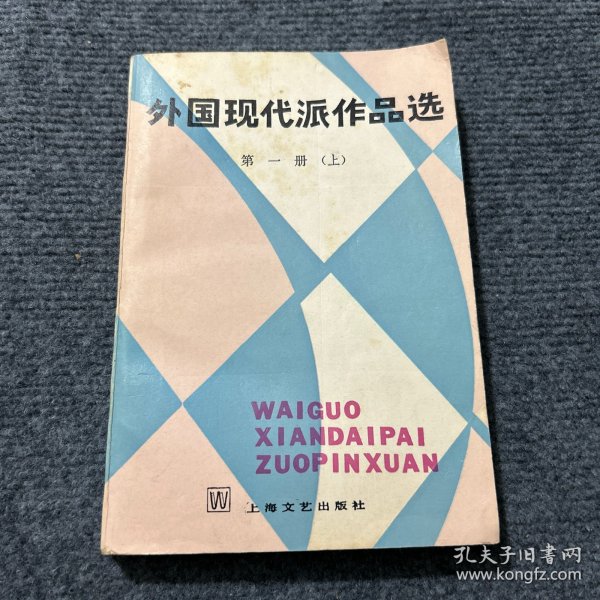 外国现代派作品选
第一册(上)
WAIGUO
XIANDAIPAI
ZUOPINXUAN
W 上海文艺出版社
孔夫子旧書网
www.kongfz.com